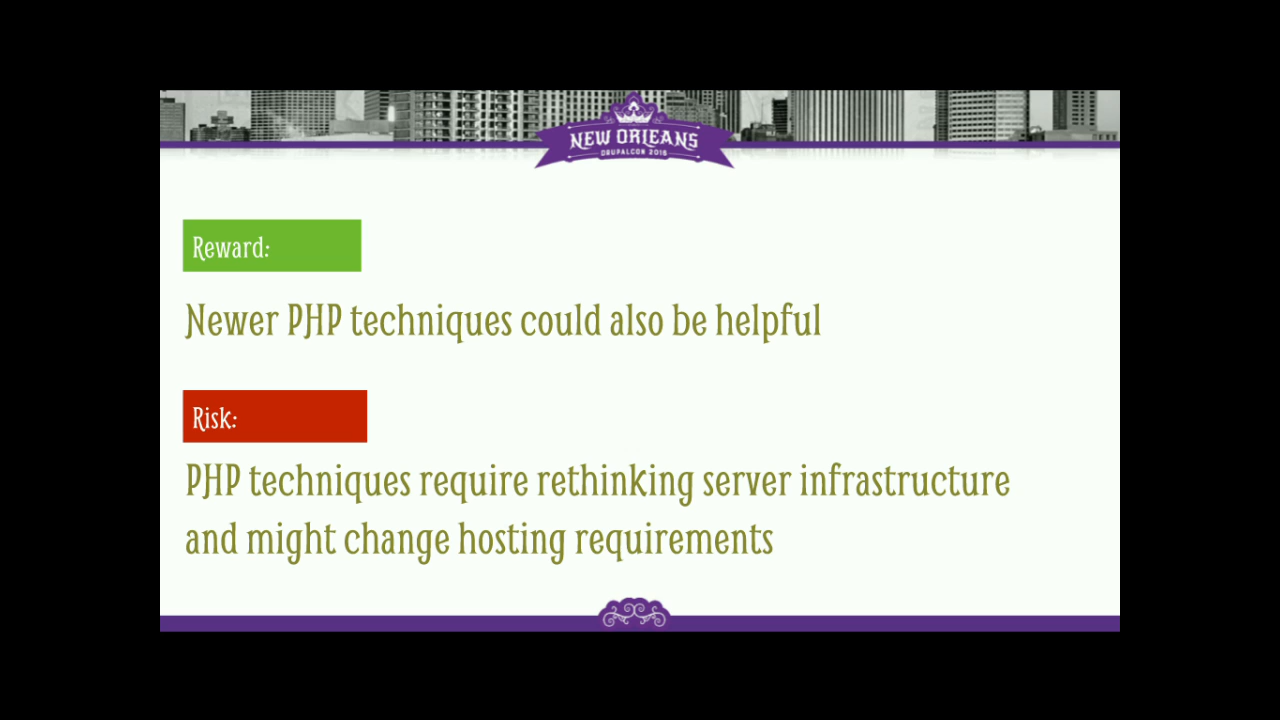 NEW ORLEANS
DRUPALCON 2016
Reward:
Newer PHP techniques could also be helpful
Risk:
PHP techniques require rethinking server infrastructure
and might change hosting requirements